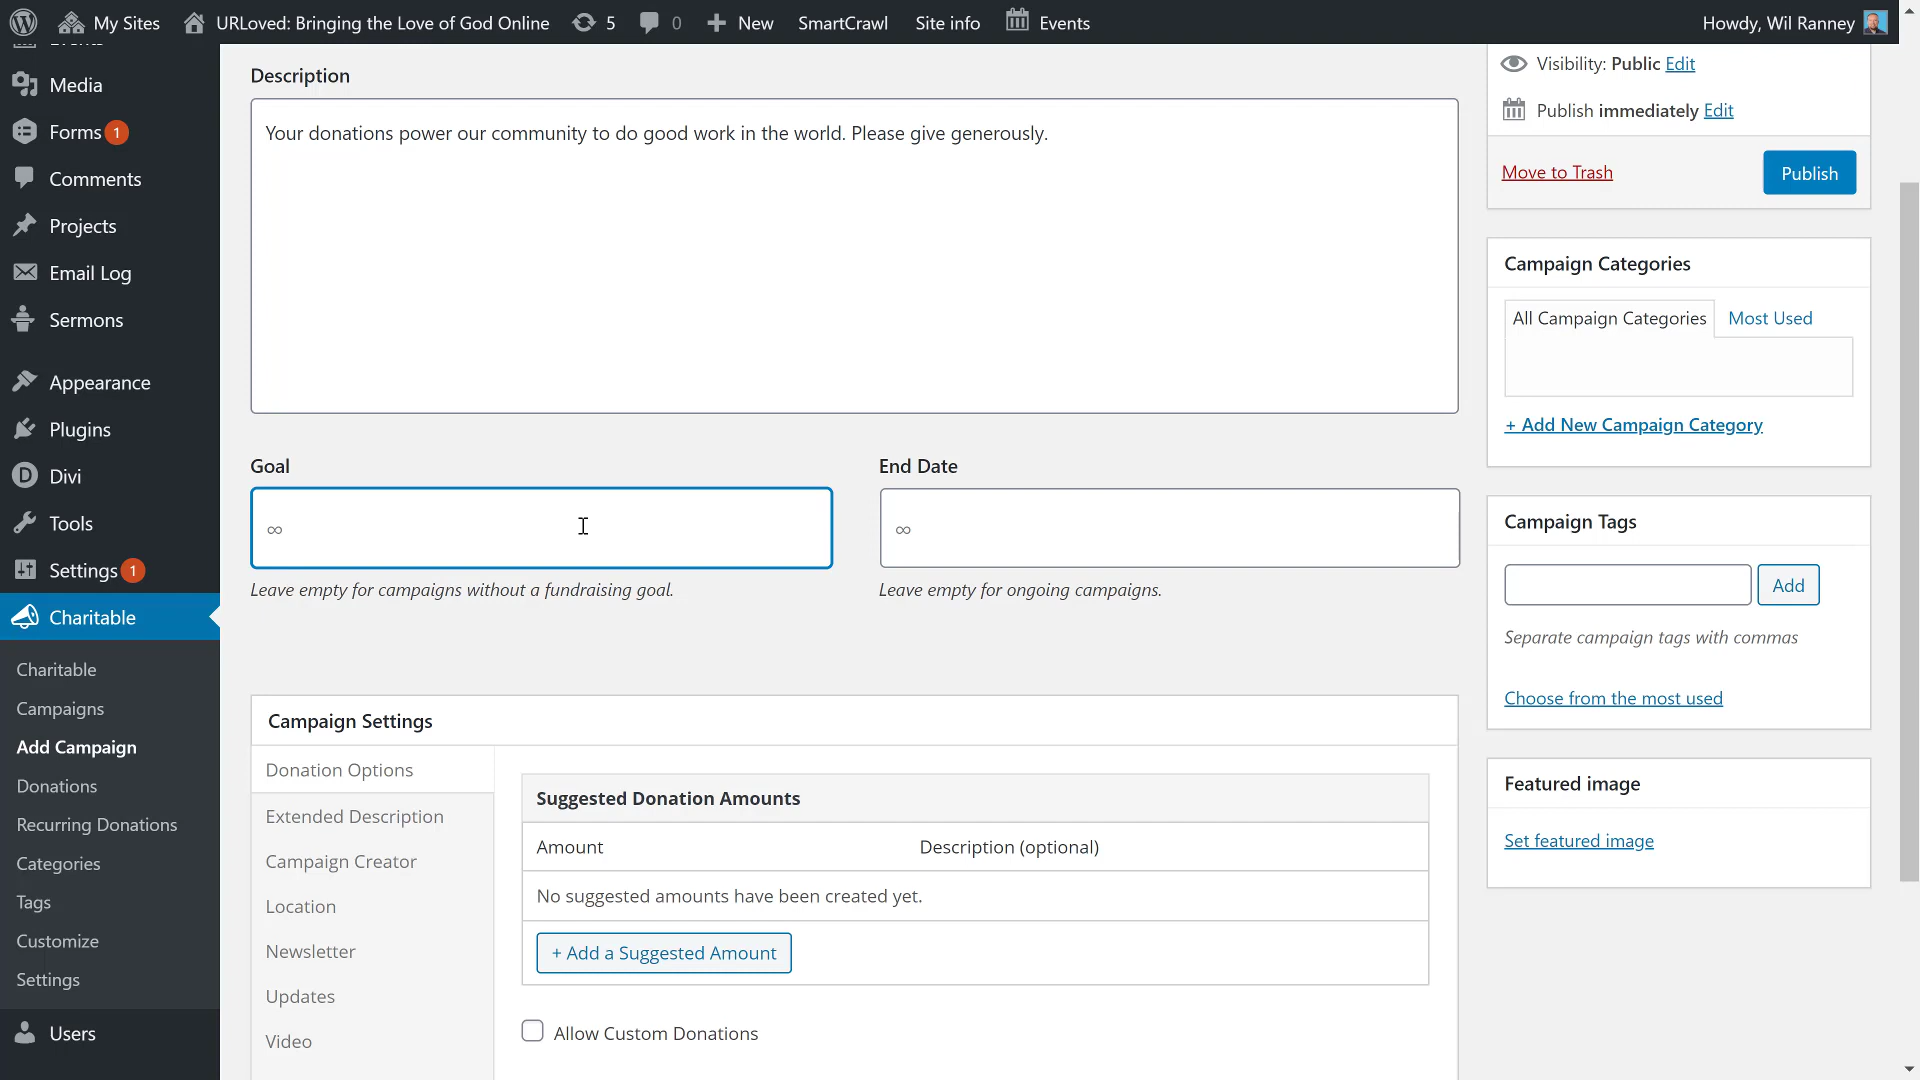 My Sites
URLoved: Bringing the Love of God Online
5
0
New
SmartCrawl
Site info
Events
Howdy, Wil Ranney
Media
Forms 1
Comments
Projects
Email Log
Sermons
Appearance
Plugins
Divi
Tools
Settings 1
Charitable
Charitable
Campaigns
Add Campaign
Donations
Recurring Donations
Categories
Tags
Customize
Settings
Users
Description
Your donations power our community to do good work in the world. Please give generously.
Goal
∞
Leave empty for campaigns without a fundraising goal.
End Date
∞
Leave empty for ongoing campaigns.
Campaign Settings
Donation Options
Extended Description
Campaign Creator
Location
Newsletter
Updates
Video
Suggested Donation Amounts
Amount Description (optional)
No suggested amounts have been created yet.
+ Add a Suggested Amount
Allow Custom Donations
Visibility: Public Edit
Publish immediately Edit
Move to Trash
Publish
Campaign Categories
All Campaign Categories
Most Used
+ Add New Campaign Category
Campaign Tags
Add
Separate campaign tags with commas
Choose from the most used
Featured image
Set featured image